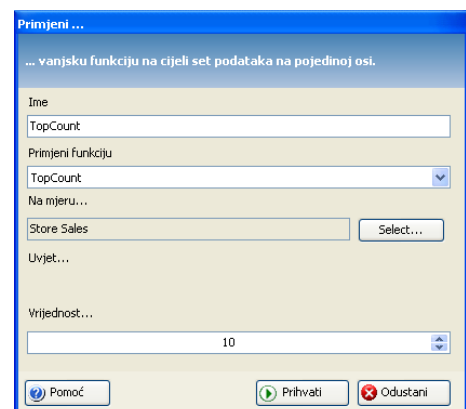 Primjeni ...
... vanjsku funkciju na cijeli set podataka na pojedinoj osi.
Ime
TopCount
Primjeni funkciju
TopCount
Na mjeru...
Store Sales
Select...
Uvjet...
Vrijednost...
10
Pomoć
Prihvati
Odustani